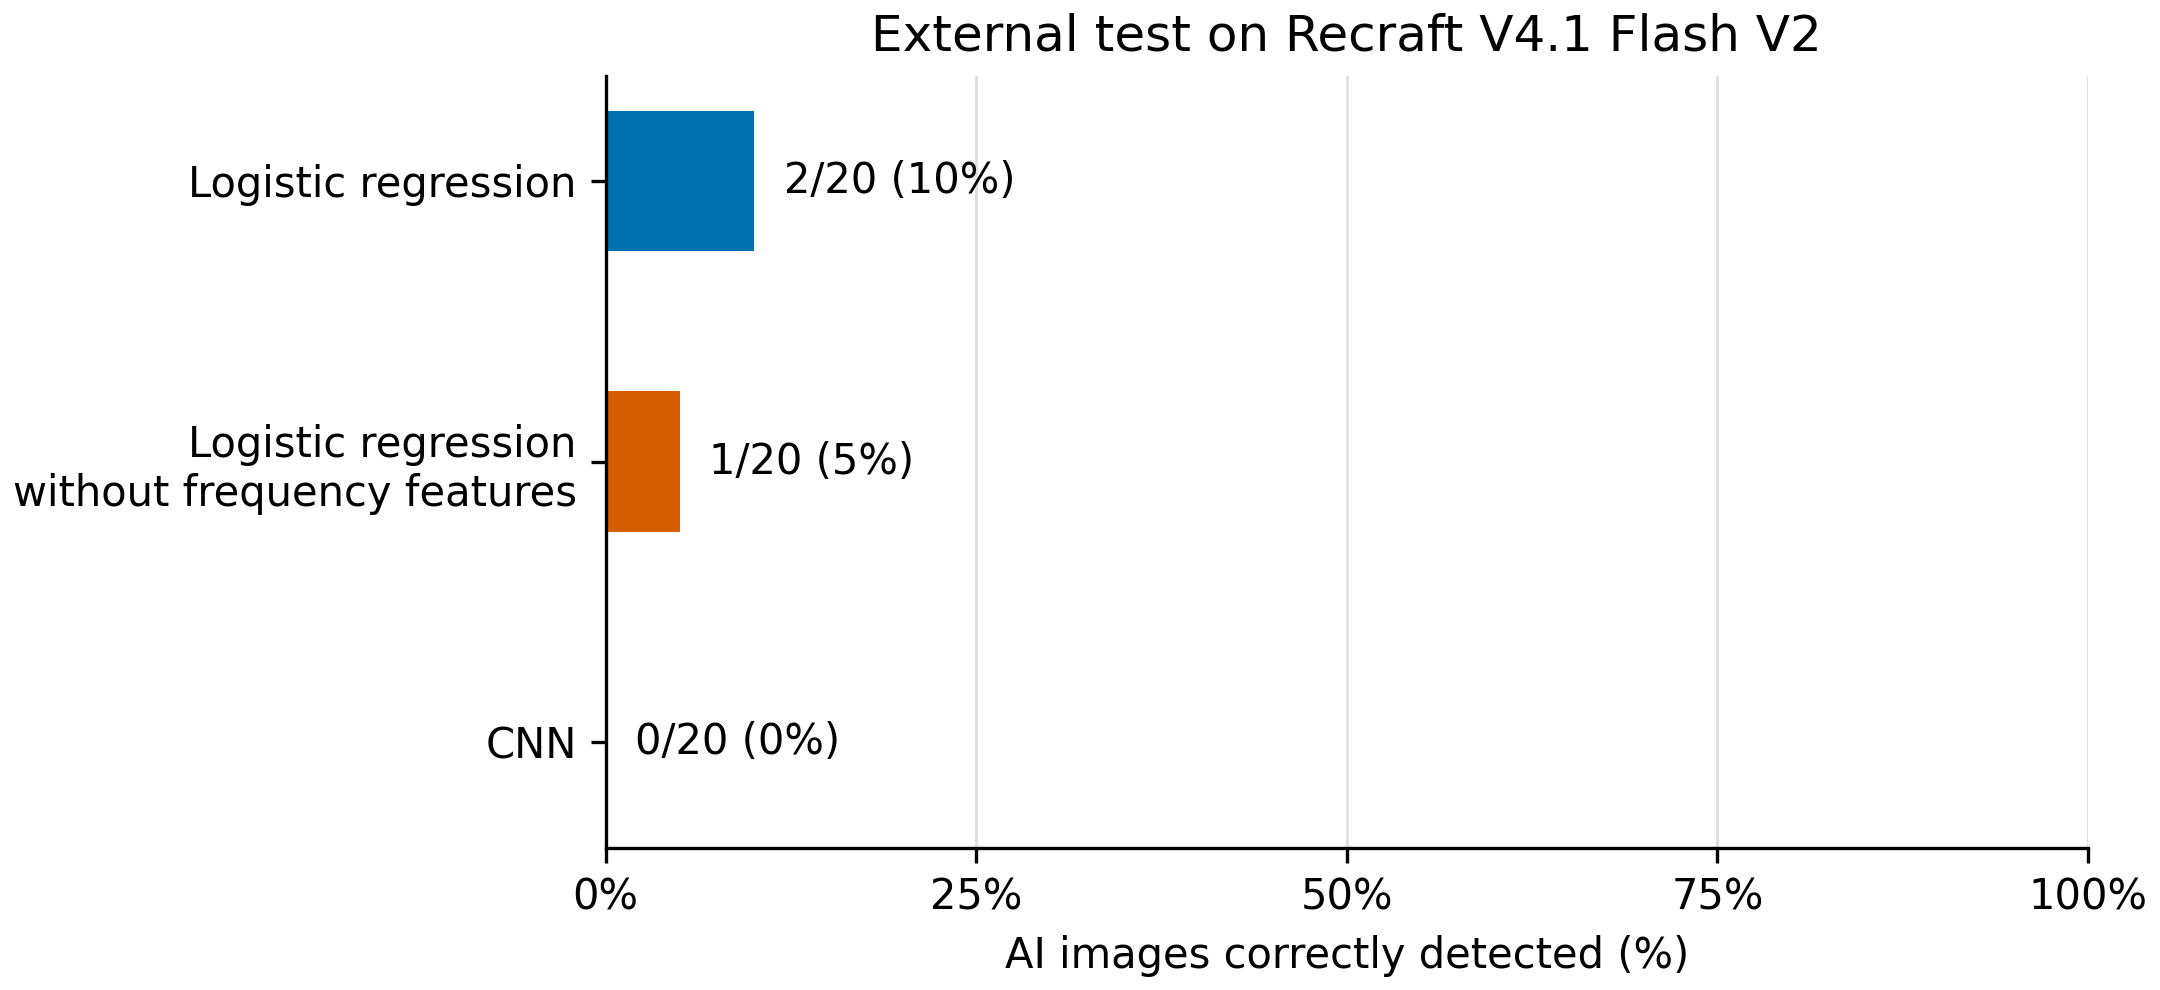 External test on Recraft V4.1 Flash V2
Logistic regression
2/20 (10%)
Logistic regression
without frequency features
1/20 (5%)
CNN
0/20 (0%)
0%
25%
50%
75%
100%
AI images correctly detected (%)